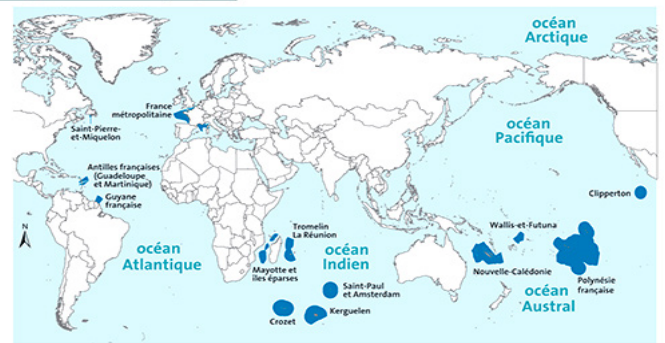 océan
Arctique
France
métropolitaine
océan
Pacifique
Saint-Pierre-
et-Miquelon
Antilles françaises
(Guadeloupe
et Martinique)
Clipperton
Guyane
française
N
Wallis-et-Futuna
Tromelin
La Réunion
océan
Atlantique
océan
Indien
Mayotte et
îles éparses
Nouvelle-Calédonie
Polynésie
française
Saint-Paul
et Amsterdam
océan
Austral
Crozet
Kerguelen